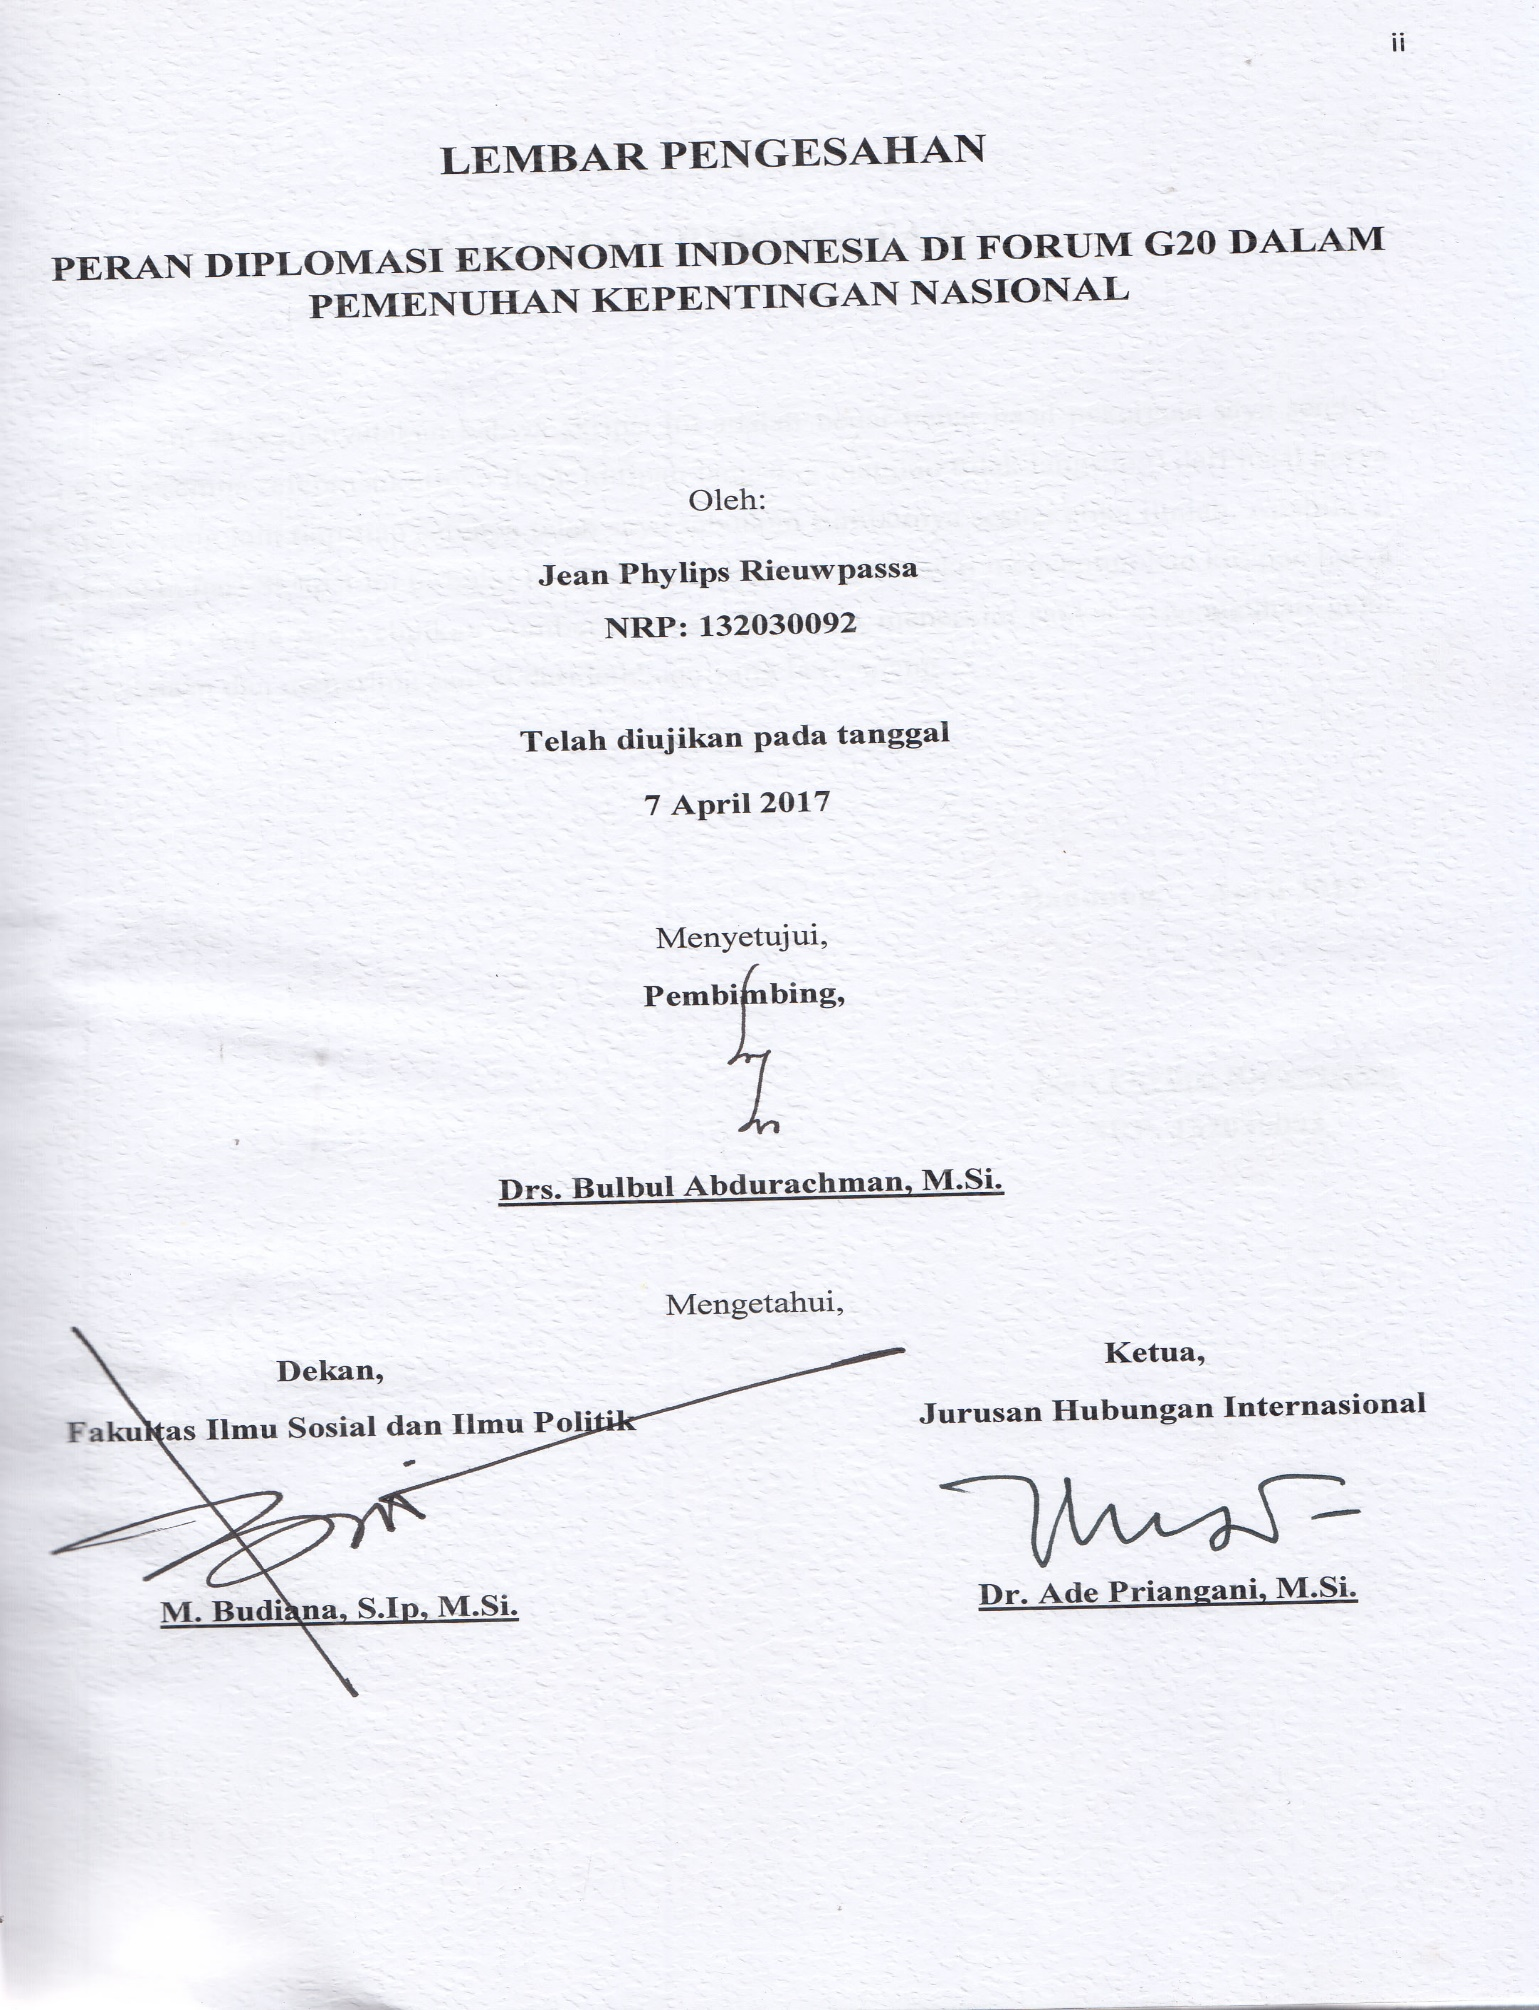 ii
LEMBAR PENGESAHAN
PERAN DIPLOMASI EKONOMI INDONESIA DI FORUM G20 DALAM
PEMENUHAN KEPENTINGAN NASIONAL
Oleh:
Jean Phylips Rieuwpassa
NRP: 132030092
Telah diujikan pada tanggal
7 April 2017
Menyetujui,
Pembimbing,
Drs. Bulbul Abdurachman, M.Si.
Mengetahui,
Dekan,
Fakultas Ilmu Sosial dan Ilmu Politik
M. Budiana, S.Ip, M.Si.
Ketua,
Jurusan Hubungan Internasional
Dr. Ade Priangani, M.Si.